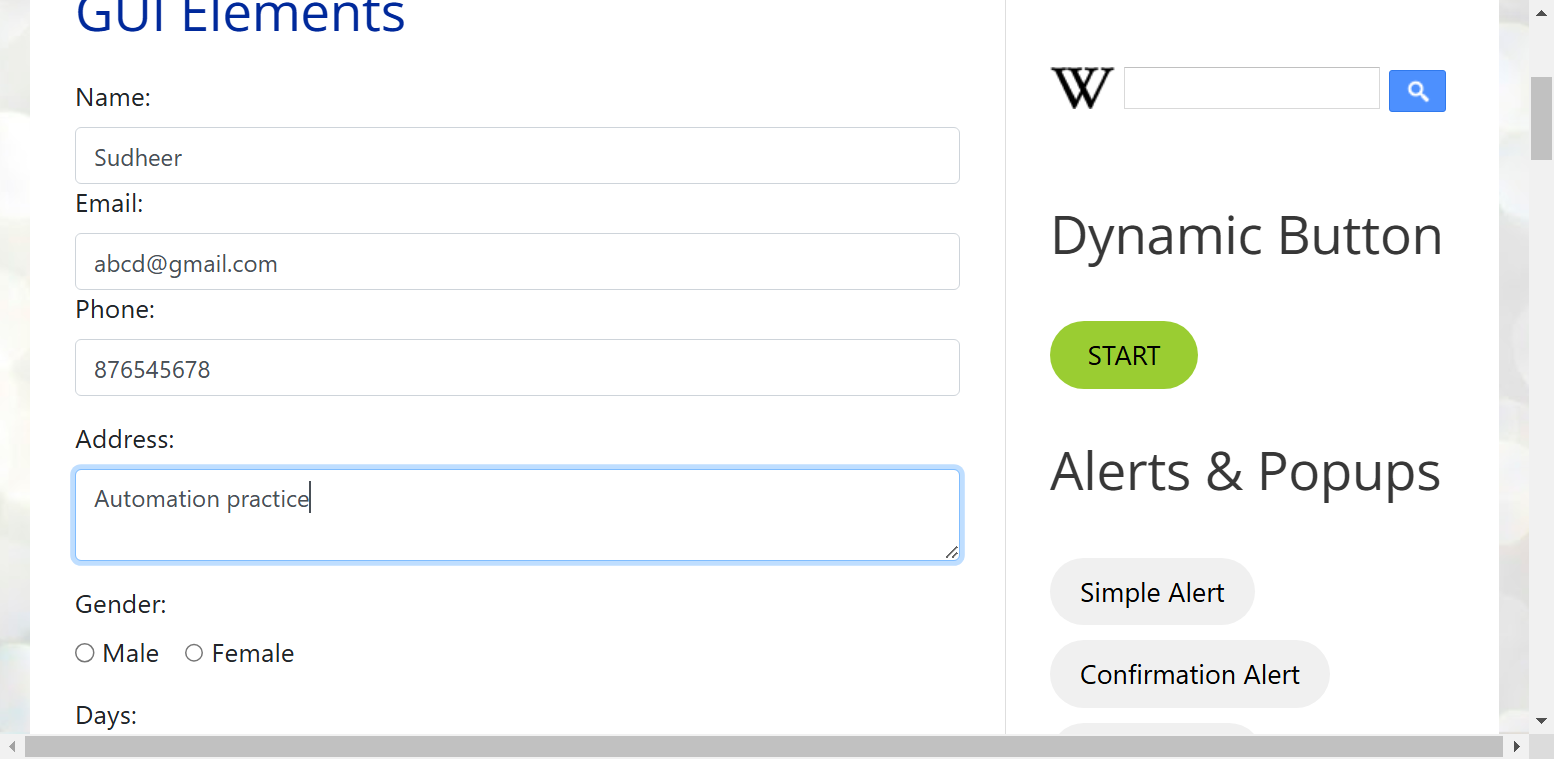 GUI Elements
Name:
Sudheer
Email:
abcd@gmail.com
Phone:
876545678
Address:
Automation practice
Gender:
Male Female
Days:
W
Dynamic Button
START
Alerts & Popups
Simple Alert
Confirmation Alert